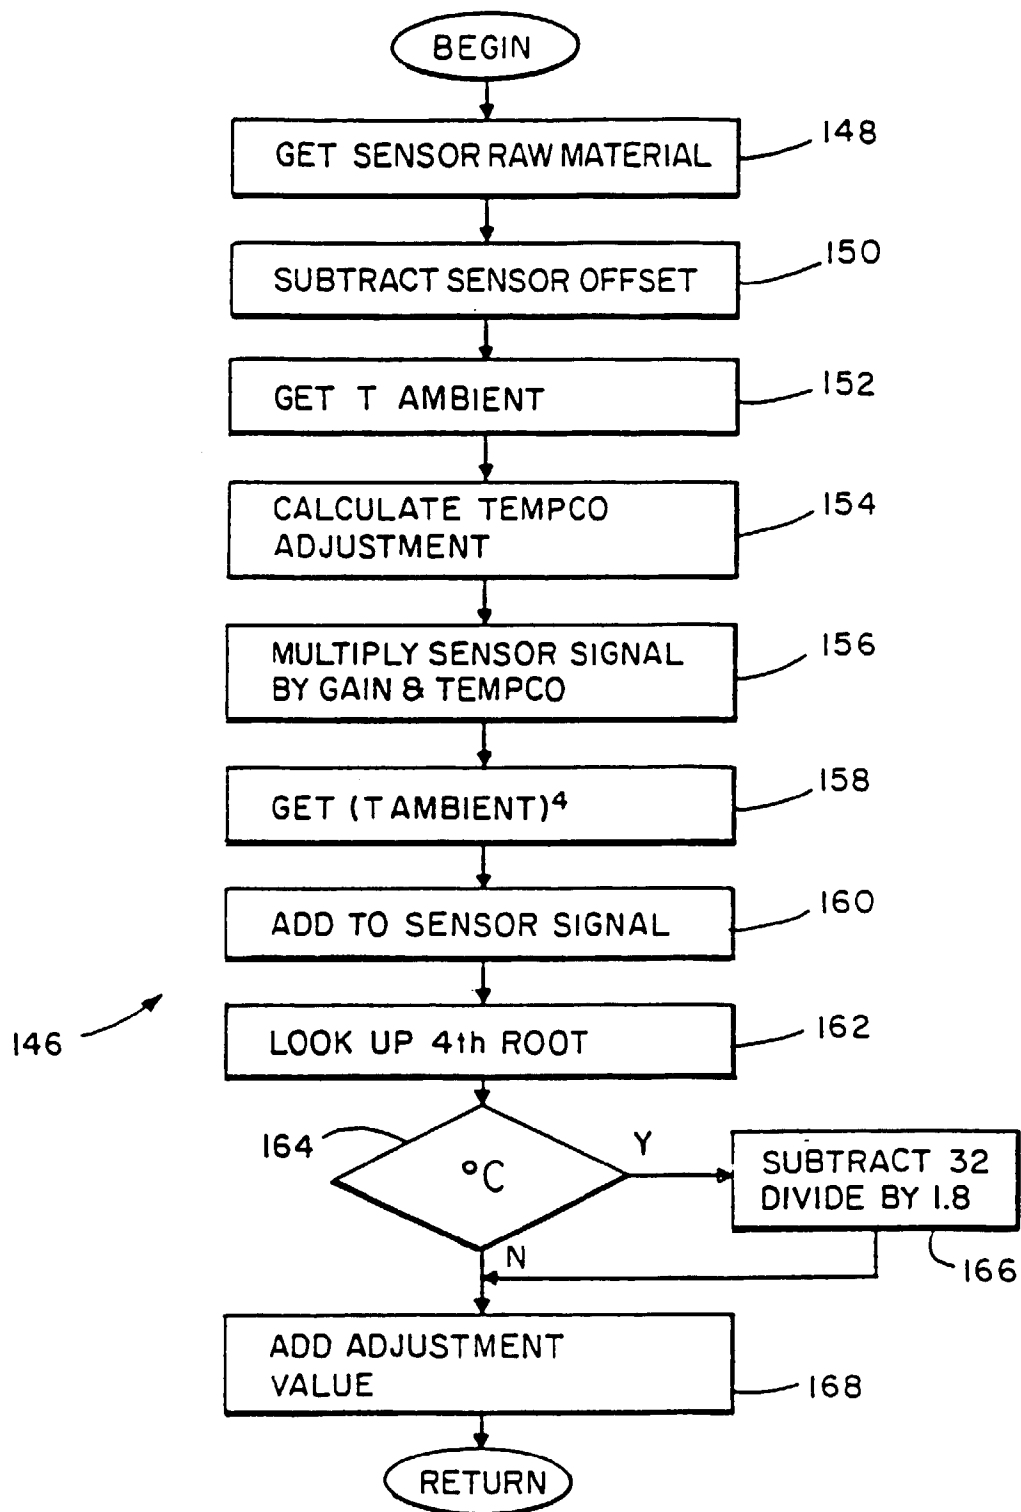 BEGIN
GET SENSOR RAW MATERIAL
148
SUBTRACT SENSOR OFFSET
150
GET T AMBIENT
152
CALCULATE TEMPCO
ADJUSTMENT
154
MULTIPLY SENSOR SIGNAL
BY GAIN & TEMPCO
156
GET (T AMBIENT)⁴
158
ADD TO SENSOR SIGNAL
160
146
LOOK UP 4th ROOT
162
164
°C
Y
SUBTRACT 32
DIVIDE BY 1.8
166
N
ADD ADJUSTMENT
VALUE
168
RETURN